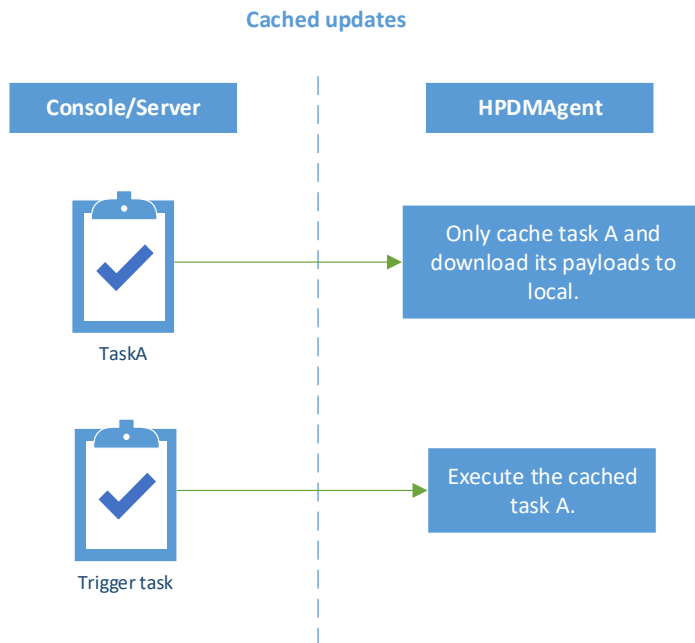 Cached updates
Console/Server
HPDMAgent
Only cache task A and
download its payloads to
local.
TaskA
Execute the cached
task A.
Trigger task